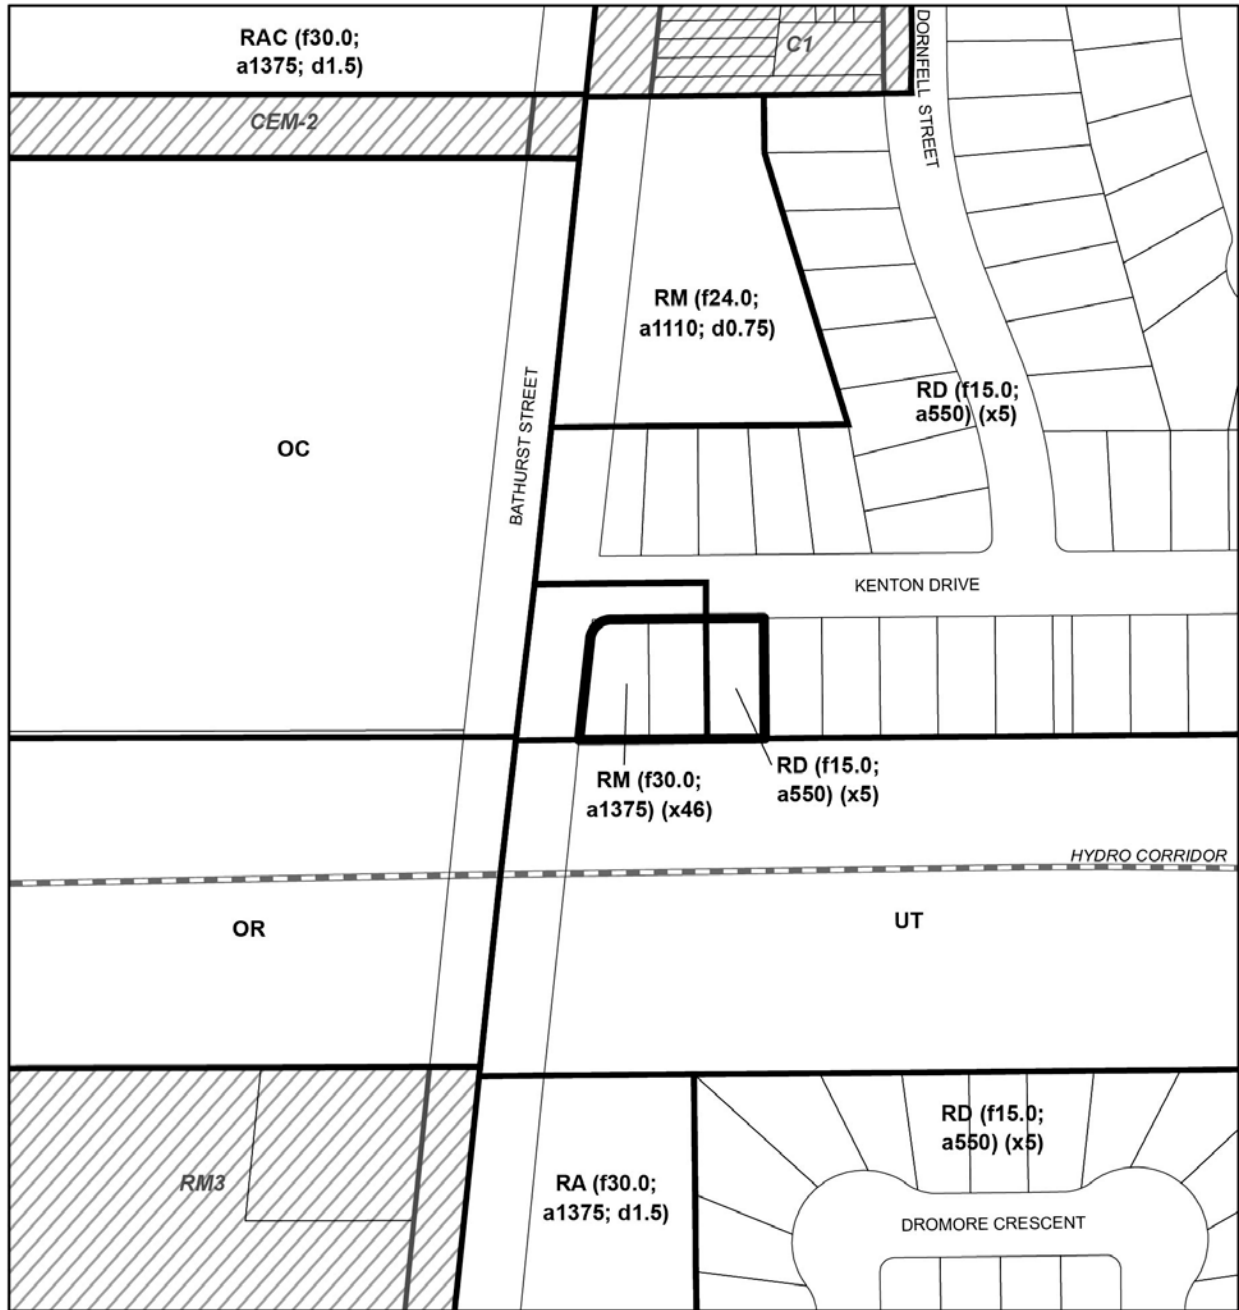 RAC (f30.0;
a1375; d1.5)
C1
DORNFELL STREET
CEM-2
RM (f24.0;
a1110; d0.75)
RD (f15.0;
a550) (x5)
OC
BATHURST STREET
KENTON DRIVE
RM (f30.0;
a1375) (x46)
RD (f15.0;
a550) (x5)
HYDRO CORRIDOR
OR
UT
RD (f15.0;
a550) (x5)
RM3
RA (f30.0;
a1375; d1.5)
DROMORE CRESCENT